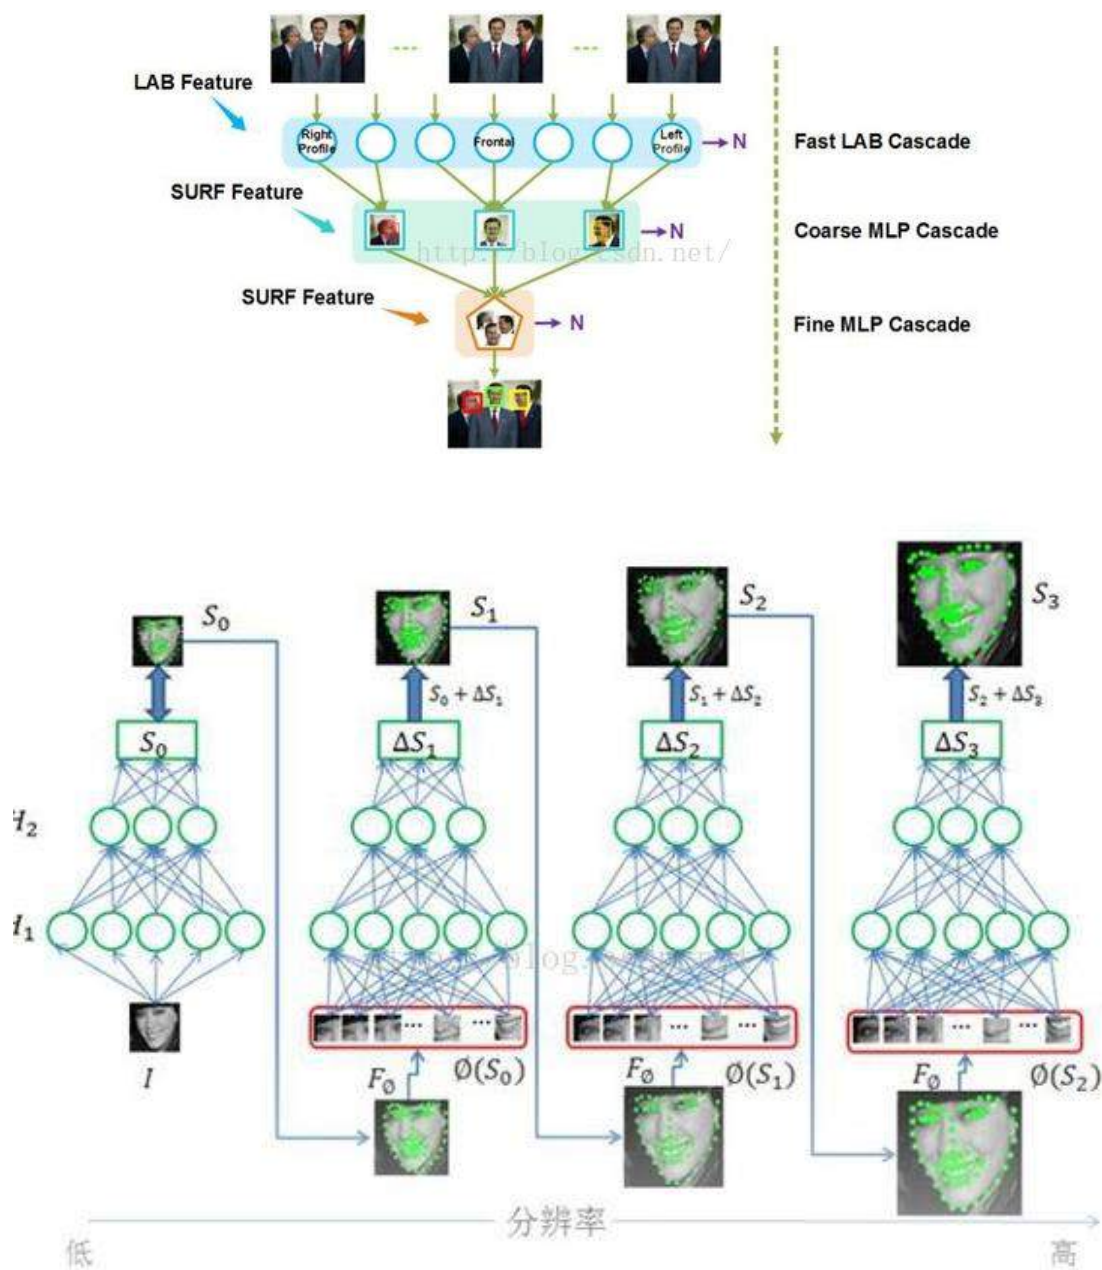 LAB Feature
Right Profile
Frontal
Left Profile
N
Fast LAB Cascade
SURF Feature
N
Coarse MLP Cascade
http://blog.csdn.net/
SURF Feature
N
Fine MLP Cascade
S₀
S₁
S₂
S₃
S₀ + ΔS₁
S₁ + ΔS₂
S₂ + ΔS₃
S₀
ΔS₁
ΔS₂
ΔS₃
H₂
H₁
... ...
... ...
... ...
I
F∅
∅(S₀)
F∅
∅(S₁)
F∅
∅(S₂)
分辨率
低
高